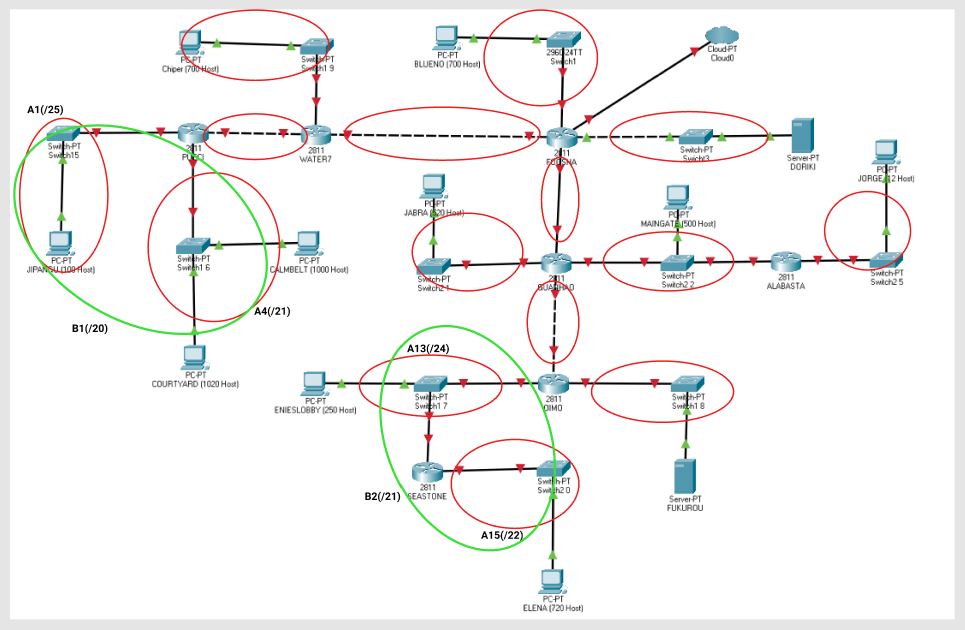 PC-PT
Chiper (700 Host)
Switch-PT
Switch1 9
PC-PT
BLUENO (700 Host)
2960-24TT
Switch1
Cloud-PT
Cloud0
A1(/25)
Switch-PT
Switch15
2811
PUCCI
2811
WATER7
2811
FOOSHA
Switch-PT
Switch3
Server-PT
DORIKI
PC-PT
JORGE (12 Host)
PC-PT
JABRA (520 Host)
PC-PT
MAINGATE (500 Host)
PC-PT
JIPANGU (100 Host)
Switch-PT
Switch1 6
PC-PT
CALMBELT (1000 Host)
Switch-PT
Switch2 1
2811
GUANHAO
Switch-PT
Switch2 2
2811
ALABASTA
Switch-PT
Switch2 5
A4(/21)
B1(/20)
PC-PT
COURTYARD (1020 Host)
A13(/24)
PC-PT
ENIESLOBBY (250 Host)
Switch-PT
Switch1 7
2811
OIMO
Switch-PT
Switch1 8
2811
SEASTONE
B2(/21)
Switch-PT
Switch2 0
Server-PT
FUKUROU
A15(/22)
PC-PT
ELENA (720 Host)